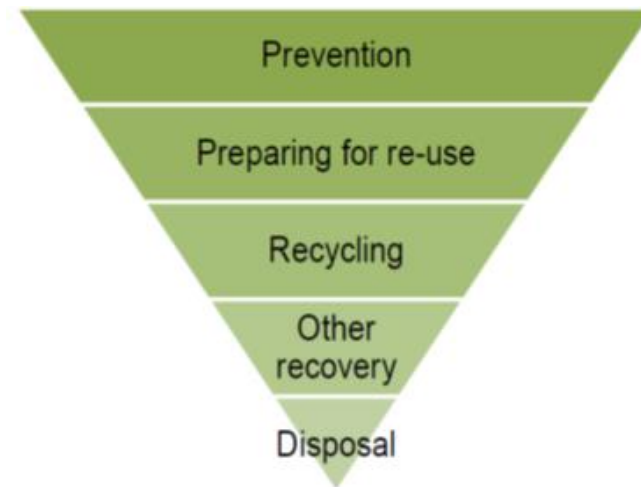 Prevention
Preparing for re-use
Recycling
Other
recovery
Disposal